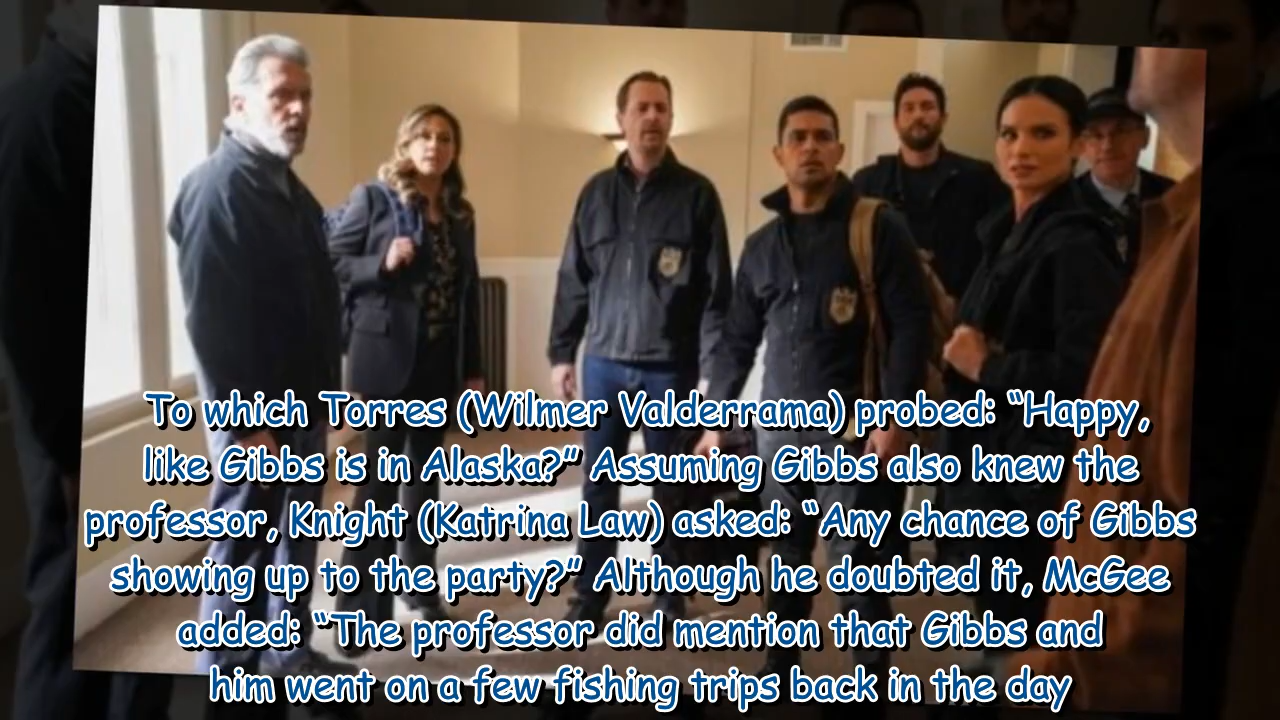 To which Torres (Wilmer Valderrama) probed: “Happy,
like Gibbs is in Alaska?” Assuming Gibbs also knew the
professor, Knight (Katrina Law) asked: “Any chance of Gibbs
showing up to the party?” Although he doubted it, McGee
added: “The professor did mention that Gibbs and
him went on a few fishing trips back in the day